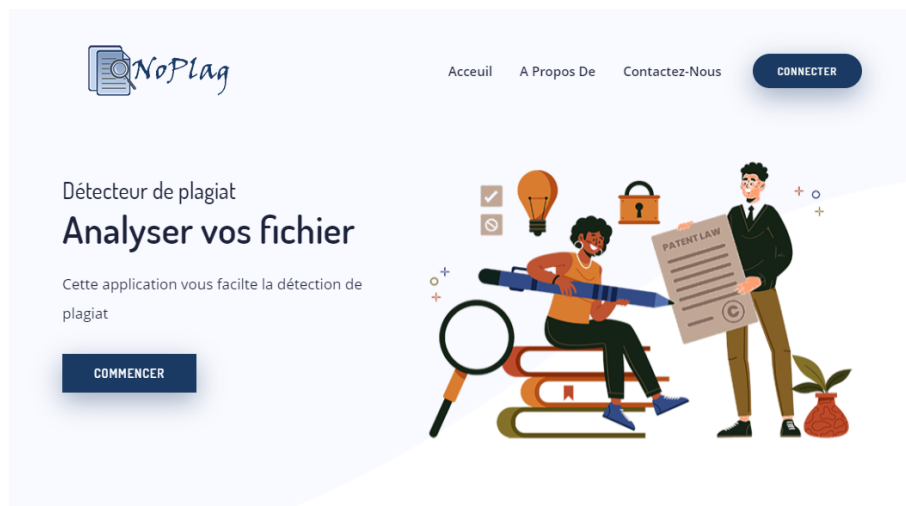 NoPlag
Acceuil
A Propos De
Contactez-Nous
CONNECTER
Détecteur de plagiat
Analyser vos fichier
Cette application vous facilte la détection de
plagiat
COMMENCER
PATENT LAW
C